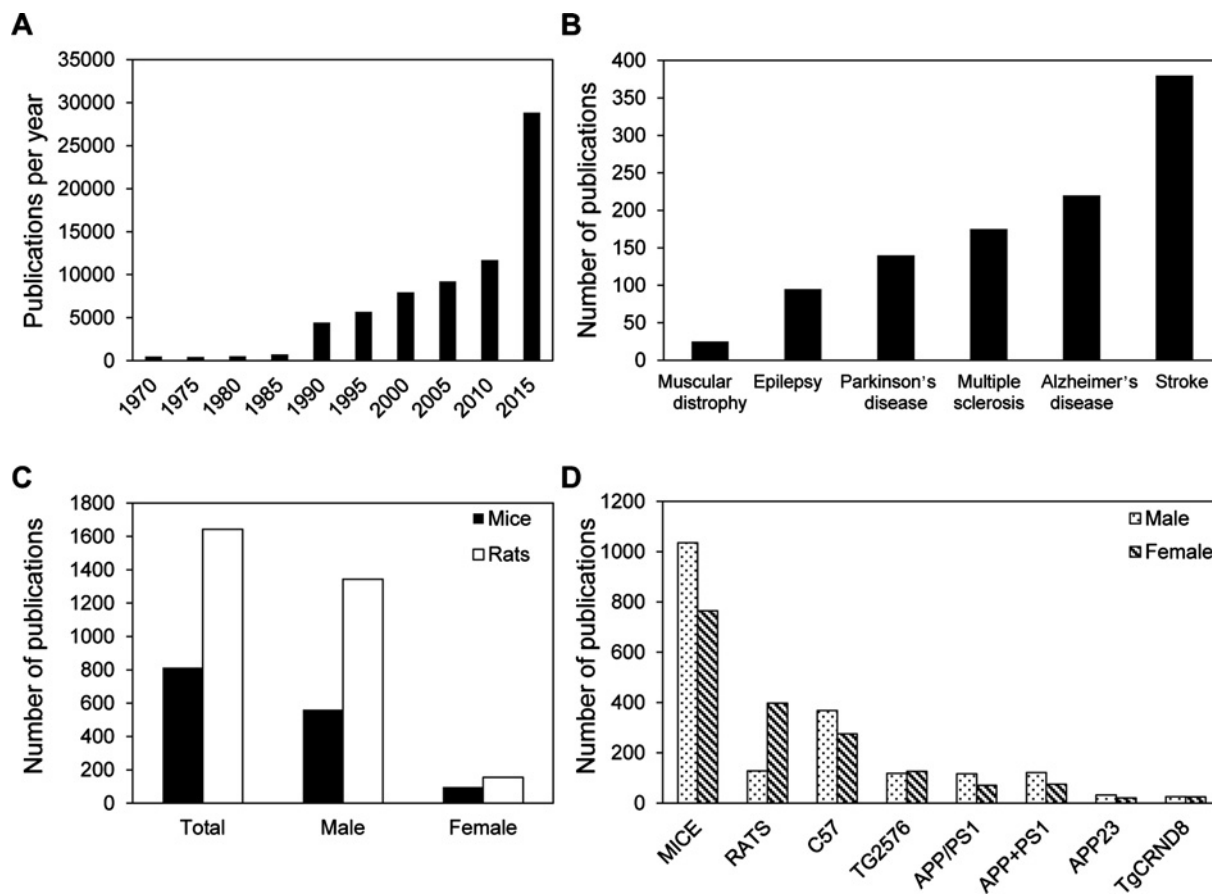 A
Publications per year
35000
30000
25000
20000
15000
10000
5000
0
1970
1975
1980
1985
1990
1995
2000
2005
2010
2015
B
Number of publications
400
350
300
250
200
150
100
50
0
Muscular
distrophy
Epilepsy
Parkinson's
disease
Multiple
sclerosis
Alzheimer's
disease
Stroke
C
Number of publications
1800
1600
1400
1200
1000
800
600
400
200
0
Mice
Rats
Total
Male
Female
D
Number of publications
1200
1000
800
600
400
200
0
Male
Female
MICE
RATS
C57
TG2576
APP/PS1
APP+PS1
APP23
TgCRND8